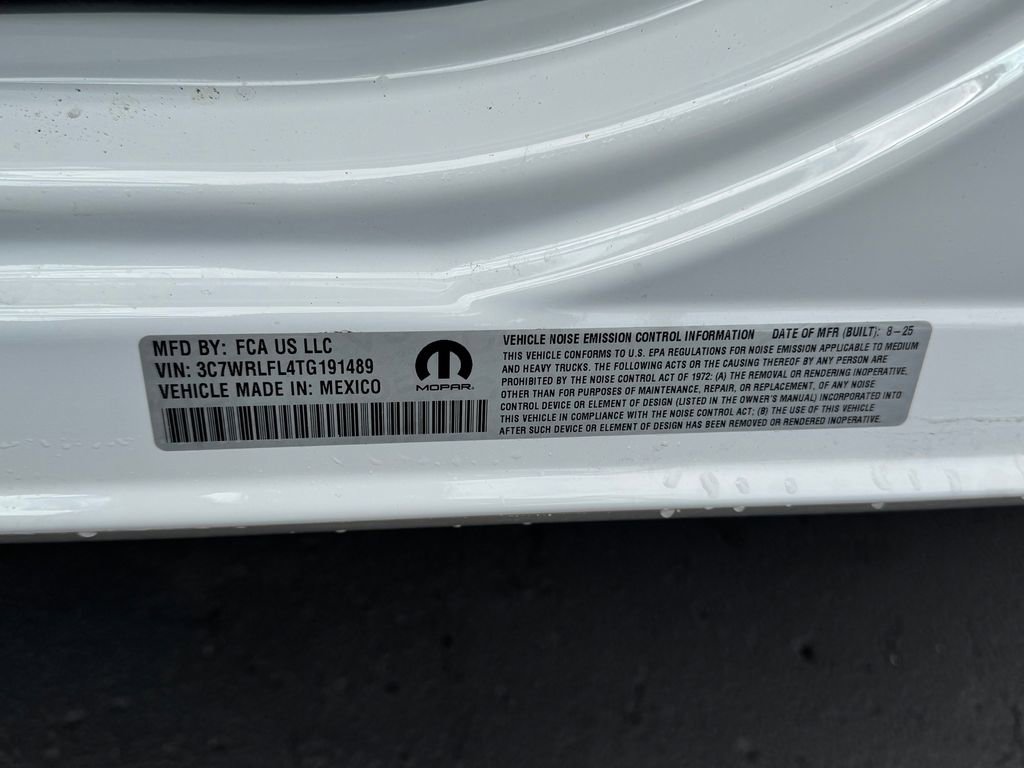 MFD BY: FCA US LLC
VIN: 3C7WRLFL4TG191489
VEHICLE MADE IN: MEXICO
MOPAR
VEHICLE NOISE EMISSION CONTROL INFORMATION DATE OF MFR (BUILT): 8-25
THIS VEHICLE CONFORMS TO U.S. EPA REGULATIONS FOR NOISE EMISSION APPLICABLE TO MEDIUM
AND HEAVY TRUCKS. THE FOLLOWING ACTS OR THE CAUSING THEREOF BY ANY PERSON ARE
PROHIBITED BY THE NOISE CONTROL ACT OF 1972: (A) THE REMOVAL OR RENDERING INOPERATIVE,
OTHER THAN FOR PURPOSES OF MAINTENANCE, REPAIR, OR REPLACEMENT, OF ANY NOISE
CONTROL DEVICE OR ELEMENT OF DESIGN (LISTED IN THE OWNER'S MANUAL) INCORPORATED INTO
THIS VEHICLE IN COMPLIANCE WITH THE NOISE CONTROL ACT; (B) THE USE OF THIS VEHICLE
AFTER SUCH DEVICE OR ELEMENT OF DESIGN HAS BEEN REMOVED OR RENDERED INOPERATIVE.